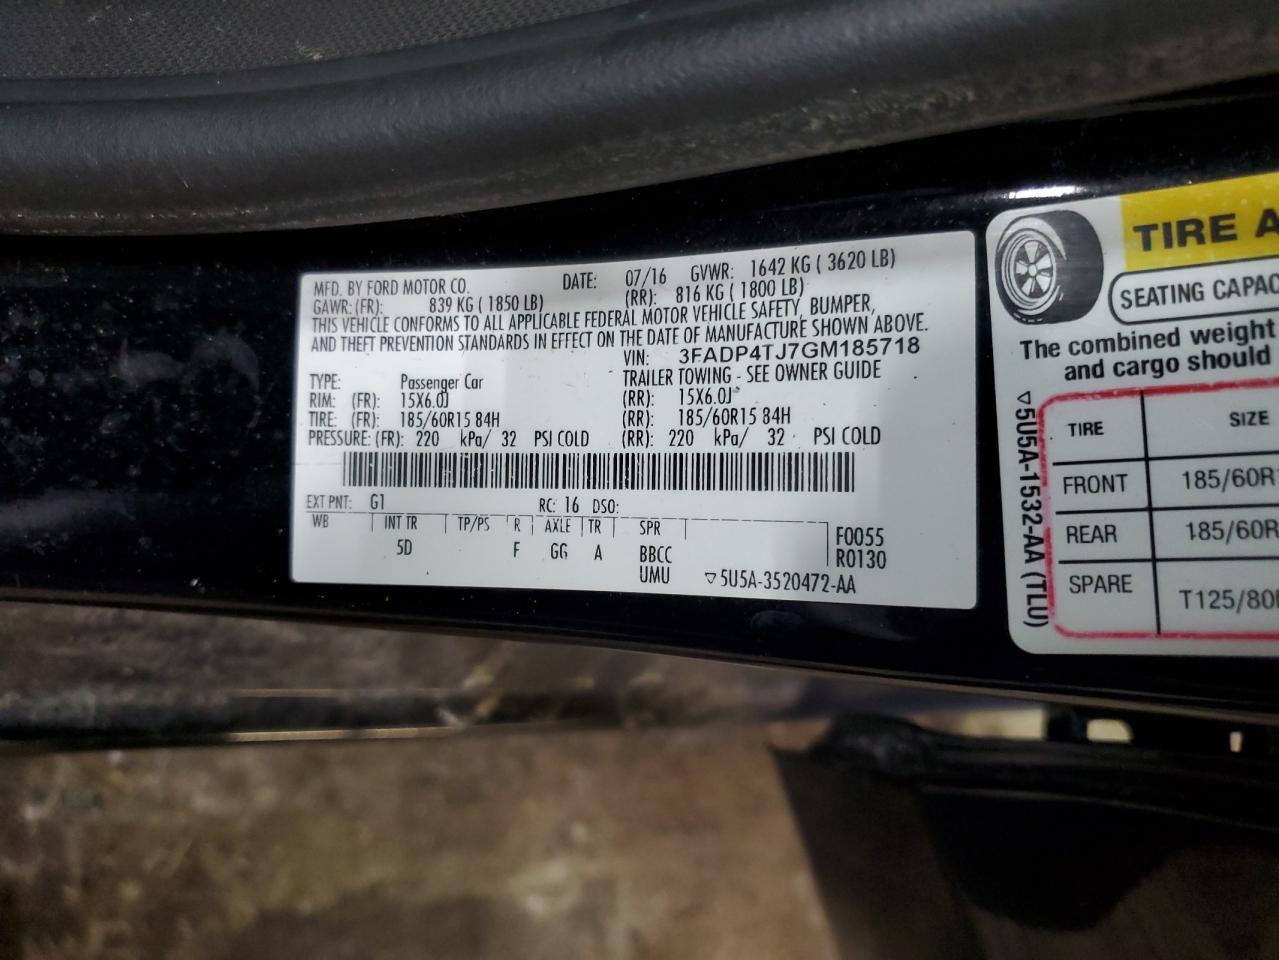 MFD. BY FORD MOTOR CO. DATE: 07/16 GVWR: 1642 KG ( 3620 LB)
GAWR: (FR): 839 KG ( 1850 LB) (RR): 816 KG ( 1800 LB)
THIS VEHICLE CONFORMS TO ALL APPLICABLE FEDERAL MOTOR VEHICLE SAFETY, BUMPER,
AND THEFT PREVENTION STANDARDS IN EFFECT ON THE DATE OF MANUFACTURE SHOWN ABOVE.
VIN: 3FADP4TJ7GM185718
TYPE: Passenger Car TRAILER TOWING - SEE OWNER GUIDE
RIM: (FR): 15X6.0J (RR): 15X6.0J
TIRE: (FR): 185/60R15 84H (RR): 185/60R15 84H
PRESSURE: (FR): 220 kPa/ 32 PSI COLD (RR): 220 kPa/ 32 PSI COLD
EXT PNT: G1 RC: 16 DSO:
WB INT TR TP/PS R AXLE TR SPR
5D F GG A BBCC
UMU
F0055
R0130
▽5U5A-3520472-AA
TIRE A
SEATING CAPAC
The combined weight
and cargo should
▽5U5A-1532-AA (TLU)
TIRE SIZE
FRONT 185/60R
REAR 185/60R
SPARE T125/80